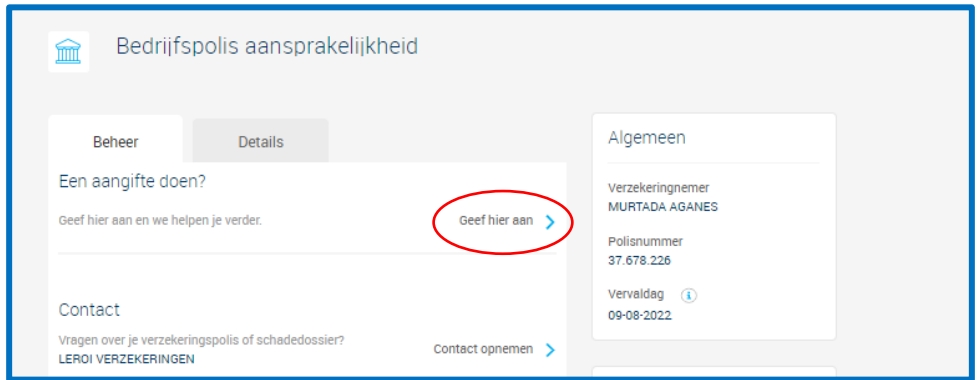 Bedrijfspolis aansprakelijkheid
Beheer
Details
Een aangifte doen?
Geef hier aan en we helpen je verder.
Geef hier aan
Contact
Vragen over je verzekeringspolis of schadedossier?
LEROI VERZEKERINGEN
Contact opnemen
Algemeen
Verzekeringnemer
MURTADA AGANES
Polisnummer
37.678.226
Vervaldag
09-08-2022